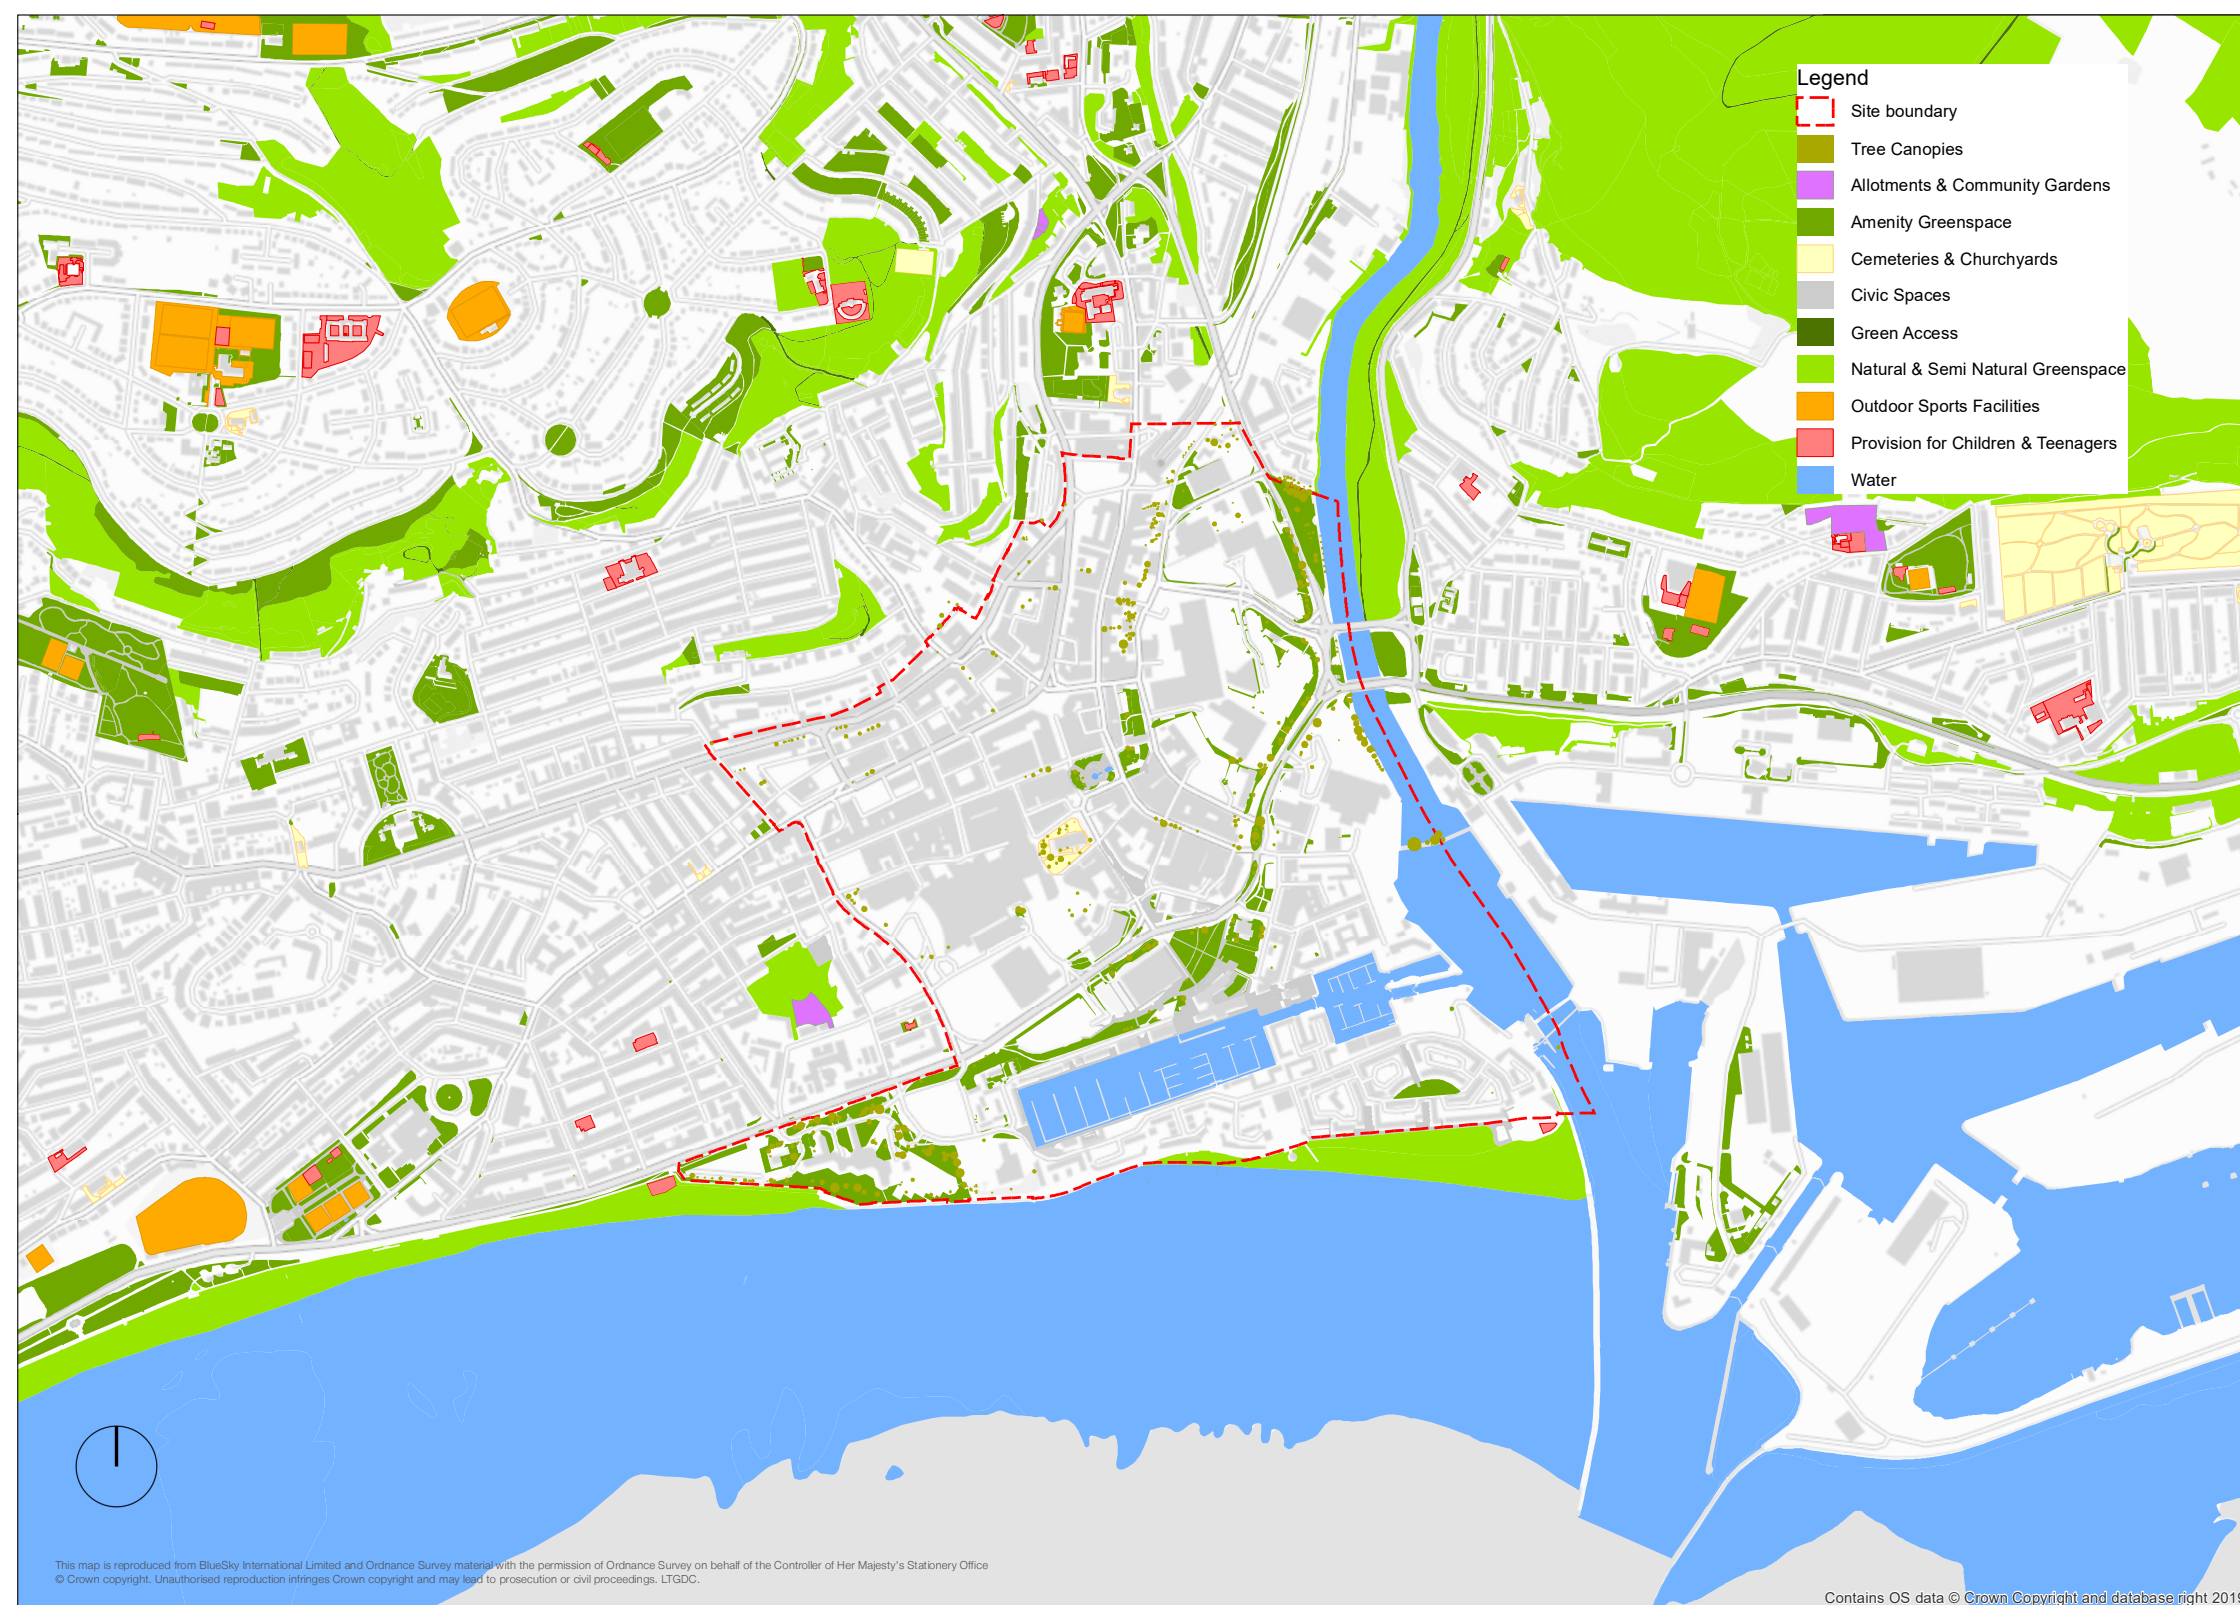 Legend
Site boundary
Tree Canopies
Allotments & Community Gardens
Amenity Greenspace
Cemeteries & Churchyards
Civic Spaces
Green Access
Natural & Semi Natural Greenspace
Outdoor Sports Facilities
Provision for Children & Teenagers
Water
This map is reproduced from BlueSky International Limited and Ordnance Survey material with the permission of Ordnance Survey on behalf of the Controller of Her Majesty's Stationery Office
© Crown copyright. Unauthorised reproduction infringes Crown copyright and may lead to prosecution or civil proceedings. LTGDC.
Contains OS data © Crown Copyright and database right 201